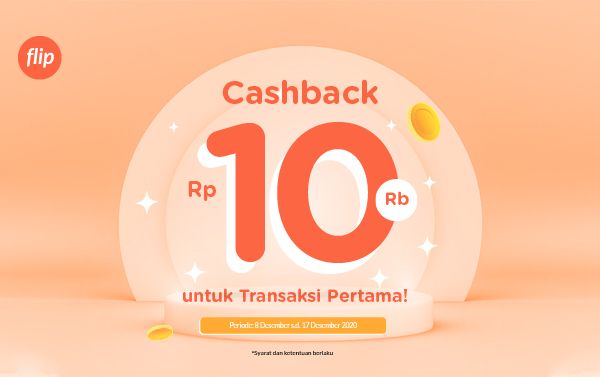 flip
Cashback
Rp 10 Rb
untuk Transaksi Pertama!
Periode: 8 Desember s.d. 17 Desember 2020
*Syarat dan ketentuan berlaku